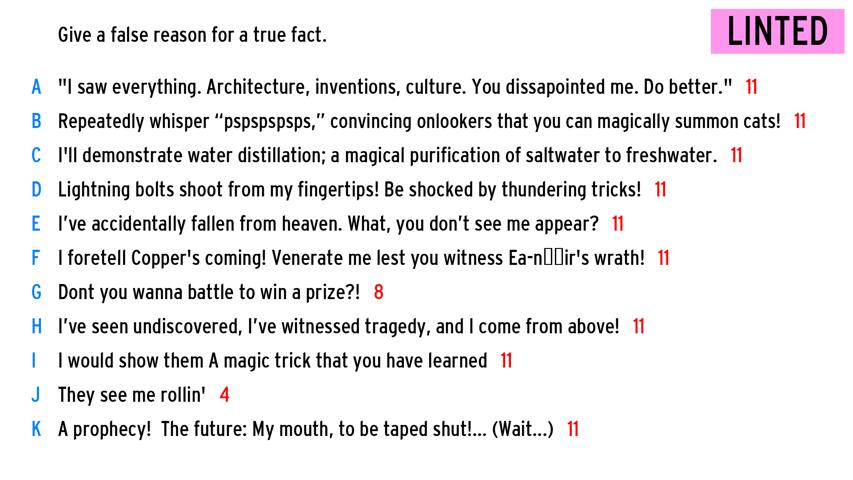 Give a false reason for a true fact.
LINTED
A "I saw everything. Architecture, inventions, culture. You dissapointed me. Do better." 11
B Repeatedly whisper “pspspspsps,” convincing onlookers that you can magically summon cats! 11
C I'll demonstrate water distillation; a magical purification of saltwater to freshwater. 11
D Lightning bolts shoot from my fingertips! Be shocked by thundering tricks! 11
E I’ve accidentally fallen from heaven. What, you don’t see me appear? 11
F I foretell Copper's coming! Venerate me lest you witness Ea-n▯▯ir's wrath! 11
G Dont you wanna battle to win a prize?! 8
H I’ve seen undiscovered, I’ve witnessed tragedy, and I come from above! 11
I I would show them A magic trick that you have learned 11
J They see me rollin' 4
K A prophecy! The future: My mouth, to be taped shut!... (Wait...) 11